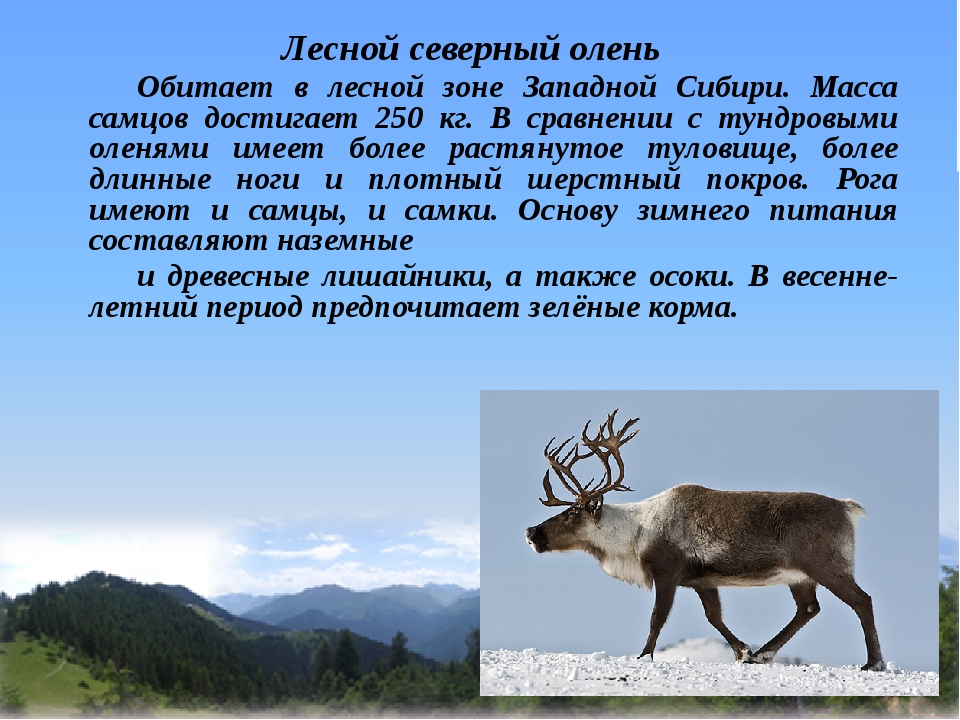 Лесной северный олень
Обитает в лесной зоне Западной Сибири. Масса
самцов достигает 250 кг. В сравнении с тундровыми
оленями имеет более растянутое туловище, более
длинные ноги и плотный шерстный покров. Рога
имеют и самцы, и самки. Основу зимнего питания
составляют наземные
и древесные лишайники, а также осоки. В весенне-
летний период предпочитает зелёные корма.